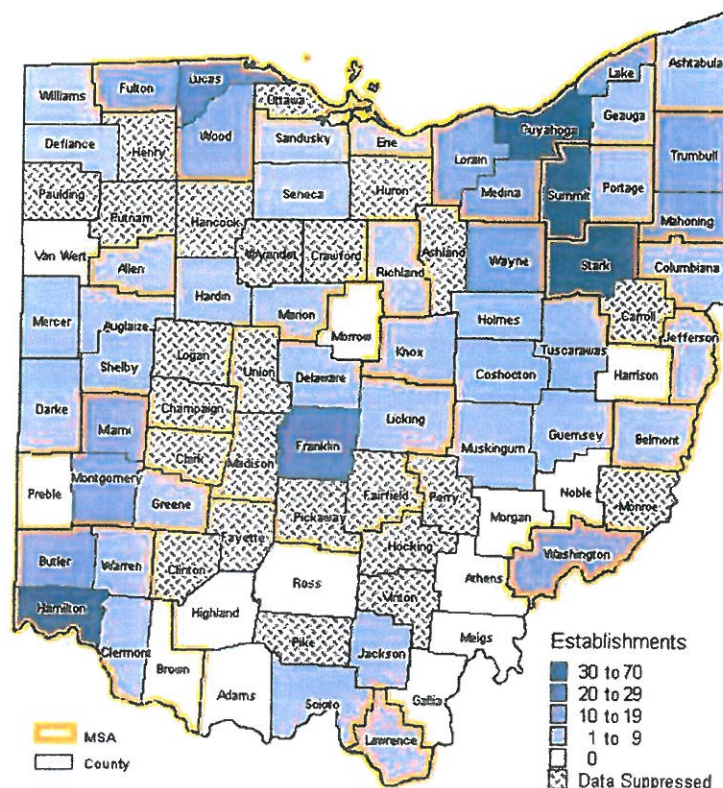 Lake
Ashtabula
Williams
Fulton
Lucas
Ottawa
Geauga
Cuyahoga
Defiance
Henry
Wood
Sandusky
Erie
Lorain
Trumbull
Medina
Summit
Portage
Paulding
Putnam
Hancock
Seneca
Huron
Mahoning
Van Wert
Allen
Wyandot
Crawford
Richland
Ashland
Wayne
Stark
Columbiana
Mercer
Auglaize
Hardin
Marion
Morrow
Knox
Holmes
Tuscarawas
Carroll
Jefferson
Shelby
Logan
Union
Delaware
Coshocton
Harrison
Darke
Miami
Champaign
Clark
Madison
Franklin
Licking
Muskingum
Guernsey
Belmont
Preble
Montgomery
Greene
Fayette
Pickaway
Fairfield
Perry
Morgan
Noble
Monroe
Butler
Warren
Clinton
Ross
Hocking
Athens
Washington
Hamilton
Clermont
Brown
Highland
Adams
Pike
Vinton
Jackson
Meigs
Scioto
Gallia
Lawrence
MSA
County
Establishments
30 to 70
20 to 29
10 to 19
1 to 9
0
Data Suppressed